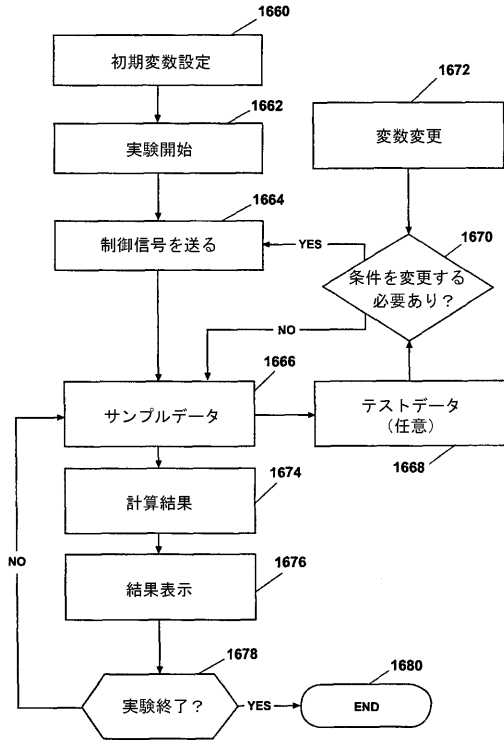 1660
初期変数設定
1662
実験開始
1672
変数変更
1664
制御信号を送る
YES
1670
条件を変更する
必要あり？
NO
1666
サンプルデータ
テストデータ
（任意）
1668
1674
計算結果
NO
1676
結果表示
1678
実験終了？
YES
1680
END